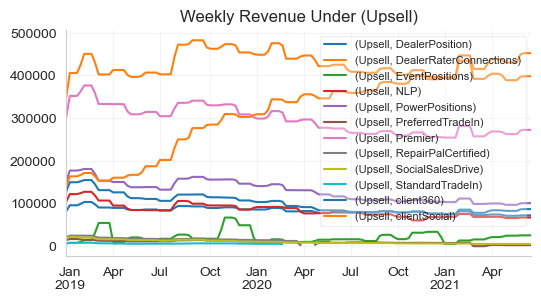 Weekly Revenue Under (Upsell)
500000
400000
300000
200000
100000
0
(Upsell, DealerPosition)
(Upsell, DealerRaterConnections)
(Upsell, EventPositions)
(Upsell, NLP)
(Upsell, PowerPositions)
(Upsell, PreferredTradeIn)
(Upsell, Premier)
(Upsell, RepairPalCertified)
(Upsell, SocialSalesDrive)
(Upsell, StandardTradeIn)
(Upsell, client360)
(Upsell,
Jan Apr Jul Oct Jan Apr Jul Oct Jan Apr
2019 2020 2021